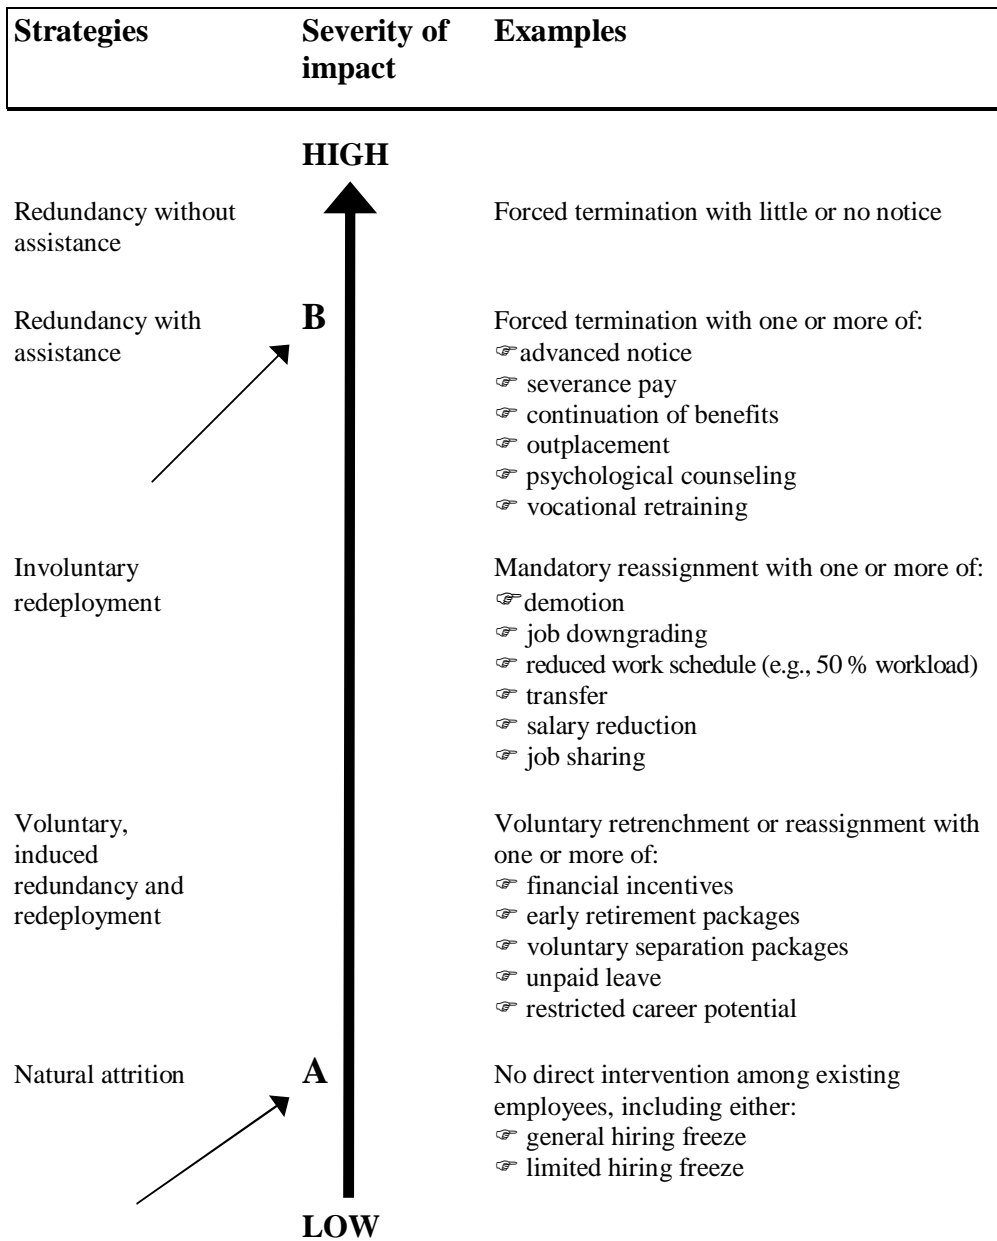 Strategies Severity of impact Examples
HIGH
Redundancy without
assistance
Forced termination with little or no notice
Redundancy with
assistance
B
Forced termination with one or more of:
☞advanced notice
☞ severance pay
☞ continuation of benefits
☞ outplacement
☞ psychological counseling
☞ vocational retraining
Involuntary
redeployment
Mandatory reassignment with one or more of:
☞demotion
☞ job downgrading
☞ reduced work schedule (e.g., 50 % workload)
☞ transfer
☞ salary reduction
☞ job sharing
Voluntary,
induced
redundancy and
redeployment
Voluntary retrenchment or reassignment with
one or more of:
☞ financial incentives
☞ early retirement packages
☞ voluntary separation packages
☞ unpaid leave
☞ restricted career potential
Natural attrition
A
No direct intervention among existing
employees, including either:
☞ general hiring freeze
☞ limited hiring freeze
LOW